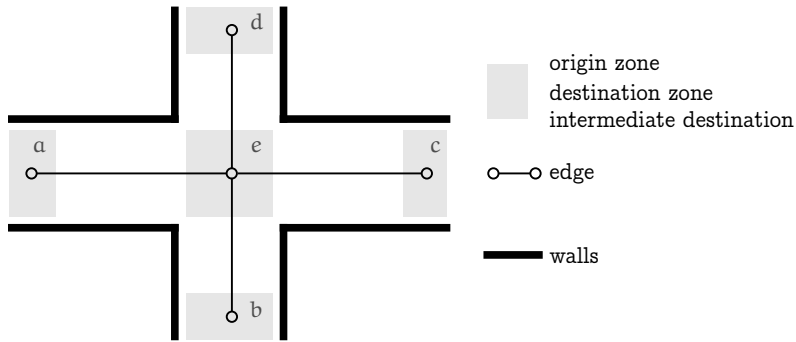 d
a
e
c
b
origin zone
destination zone
intermediate destination
edge
walls